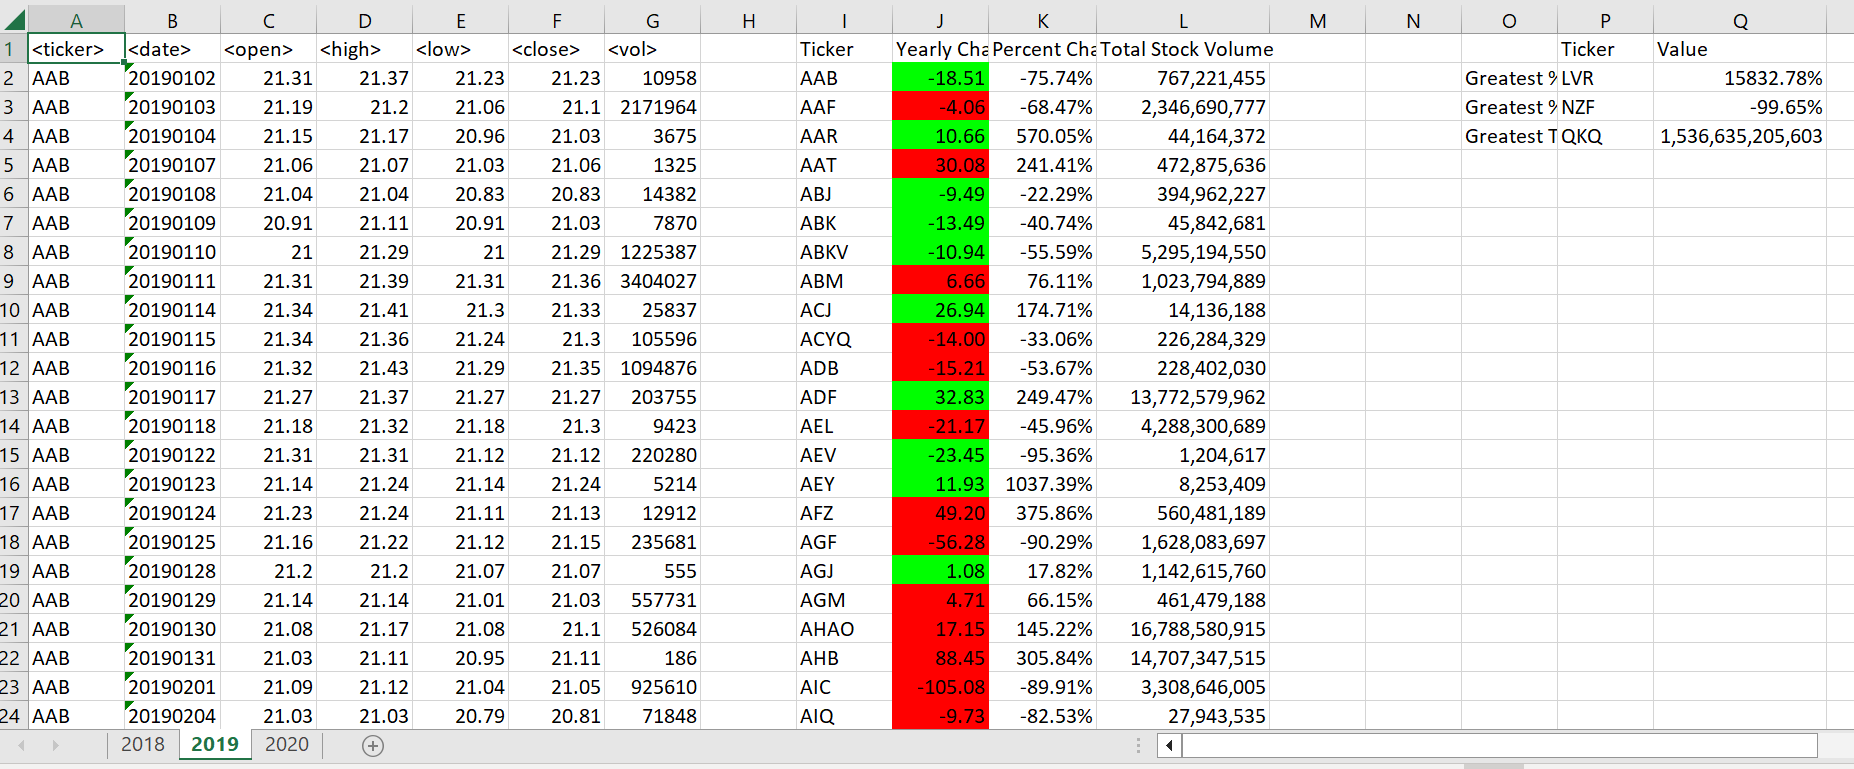 A B C D E F G H I J K L M N O P Q
1 <ticker> <date> <open> <high> <low> <close> <vol> Ticker Yearly Cha Percent Cha Total Stock Volume Ticker Value
2 AAB 20190102 21.31 21.37 21.23 21.23 10958 AAB -18.51 -75.74% 767,221,455 Greatest % LVR 15832.78%
3 AAB 20190103 21.19 21.2 21.06 21.1 2171964 AAF -4.06 -68.47% 2,346,690,777 Greatest % NZF -99.65%
4 AAB 20190104 21.15 21.17 20.96 21.03 3675 AAR 10.66 570.05% 44,164,372 Greatest T QKQ 1,536,635,205,603
5 AAB 20190107 21.06 21.07 21.03 21.06 1325 AAT 30.08 241.41% 472,875,636
6 AAB 20190108 21.04 21.04 20.83 20.83 14382 ABJ -9.49 -22.29% 394,962,227
7 AAB 20190109 20.91 21.11 20.91 21.03 7870 ABK -13.49 -40.74% 45,842,681
8 AAB 20190110 21 21.29 21 21.29 1225387 ABKV -10.94 -55.59% 5,295,194,550
9 AAB 20190111 21.31 21.39 21.31 21.36 3404027 ABM 6.66 76.11% 1,023,794,889
10 AAB 20190114 21.34 21.41 21.3 21.33 25837 ACJ 26.94 174.71% 14,136,188
11 AAB 20190115 21.34 21.36 21.24 21.3 105596 ACYQ -14.00 -33.06% 226,284,329
12 AAB 20190116 21.32 21.43 21.29 21.35 1094876 ADB -15.21 -53.67% 228,402,030
13 AAB 20190117 21.27 21.37 21.27 21.27 203755 ADF 32.83 249.47% 13,772,579,962
14 AAB 20190118 21.18 21.32 21.18 21.3 9423 AEL -21.17 -45.96% 4,288,300,689
15 AAB 20190122 21.31 21.31 21.12 21.12 220280 AEV -23.45 -95.36% 1,204,617
16 AAB 20190123 21.14 21.24 21.14 21.24 5214 AEY 11.93 1037.39% 8,253,409
17 AAB 20190124 21.23 21.24 21.11 21.13 12912 AFZ 49.20 375.86% 560,481,189
18 AAB 20190125 21.16 21.22 21.12 21.15 235681 AGF -56.28 -90.29% 1,628,083,697
19 AAB 20190128 21.2 21.2 21.07 21.07 555 AGJ 1.08 17.82% 1,142,615,760
20 AAB 20190129 21.14 21.14 21.01 21.03 557731 AGM 4.71 66.15% 461,479,188
21 AAB 20190130 21.08 21.17 21.08 21.1 526084 AHAO 17.15 145.22% 16,788,580,915
22 AAB 20190131 21.03 21.11 20.95 21.11 186 AHB 88.45 305.84% 14,707,347,515
23 AAB 20190201 21.09 21.12 21.04 21.05 925610 AIC -105.08 -89.91% 3,308,646,005
24 AAB 20190204 21.03 21.03 20.79 20.81 71848 AIQ -9.73 -82.53% 27,943,535
2018 2019 2020